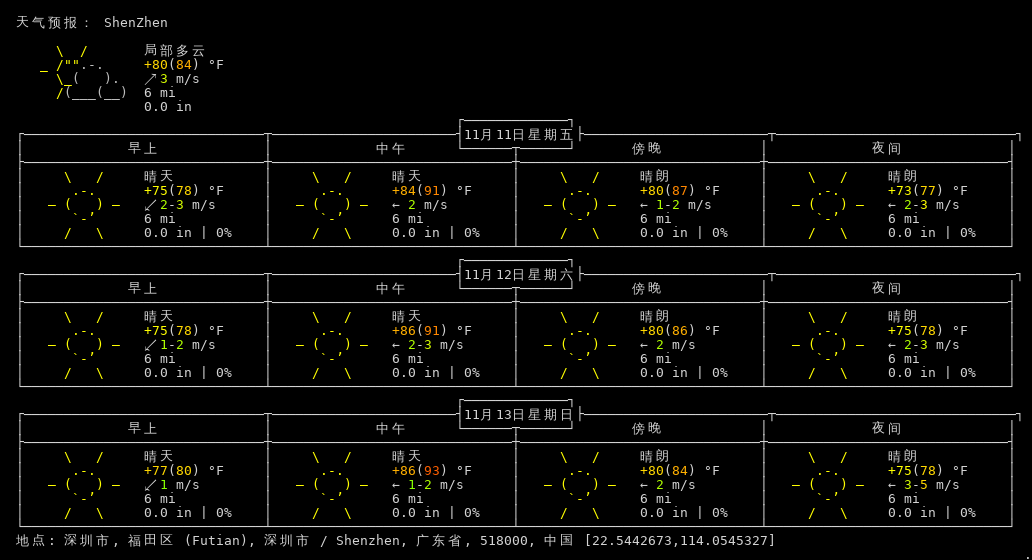 天气预报： ShenZhen
局部多云
+80(84) °F
↗3 m/s
6 mi
0.0 in
11月11日星期五
早上 中午 傍晚 夜间
晴天 晴天 晴朗 晴朗
+75(78) °F +84(91) °F +80(87) °F +73(77) °F
↙2-3 m/s ← 2 m/s ← 1-2 m/s ↙ 2-3 m/s
6 mi 6 mi 6 mi 6 mi
0.0 in | 0% 0.0 in | 0% 0.0 in | 0% 0.0 in | 0%
11月12日星期六
早上 中午 傍晚 夜间
晴天 晴天 晴朗 晴朗
+75(78) °F +86(91) °F +80(86) °F +75(78) °F
↙1-2 m/s ← 2-3 m/s ← 2 m/s ← 2-3 m/s
6 mi 6 mi 6 mi 6 mi
0.0 in | 0% 0.0 in | 0% 0.0 in | 0% 0.0 in | 0%
11月13日星期日
早上 中午 傍晚 夜间
晴天 晴天 晴朗 晴朗
+77(80) °F +86(93) °F +80(84) °F +75(78) °F
↙1 m/s ← 1-2 m/s ← 2 m/s ← 3-5 m/s
6 mi 6 mi 6 mi 6 mi
0.0 in | 0% 0.0 in | 0% 0.0 in | 0% 0.0 in | 0%
地点: 深圳市, 福田区 (Futian), 深圳市 / Shenzhen, 广东省, 518000, 中国 [22.5442673,114.0545327]